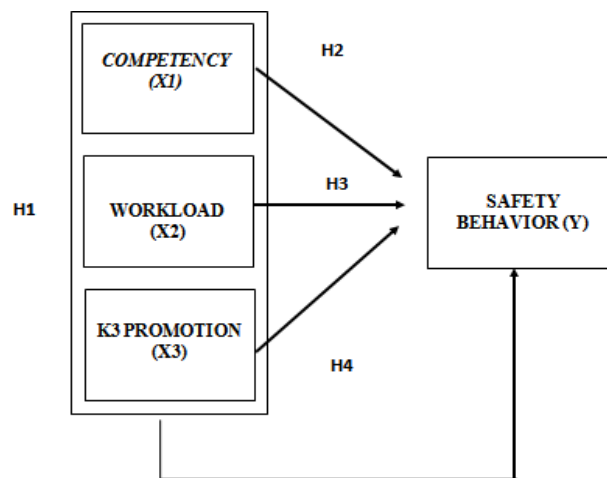 COMPETENCY
(X1)
H2
H3
H1
WORKLOAD
(X2)
SAFETY
BEHAVIOR (Y)
K3 PROMOTION
(X3)
H4